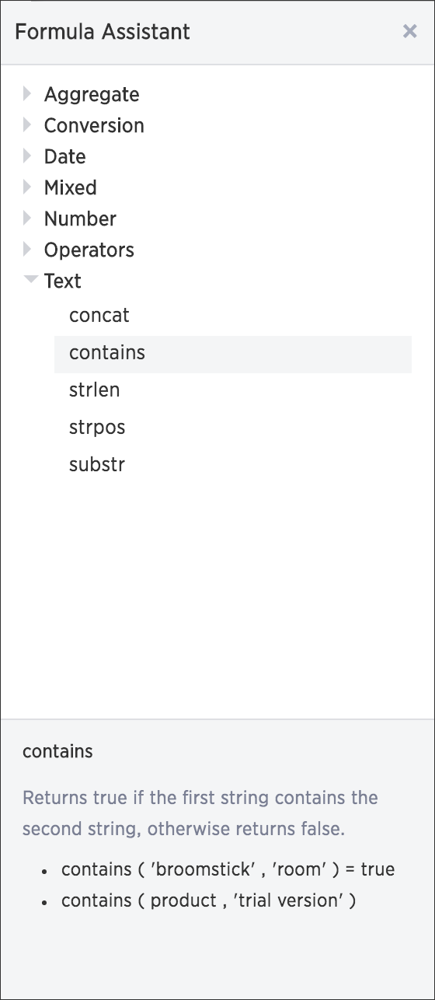 Formula Assistant
Aggregate
Conversion
Date
Mixed
Number
Operators
Text
concat
contains
strlen
strpos
substr
contains
Returns true if the first string contains the
second string, otherwise returns false.
• contains ( 'broomstick' , 'room' ) = true
• contains ( product , 'trial version' )